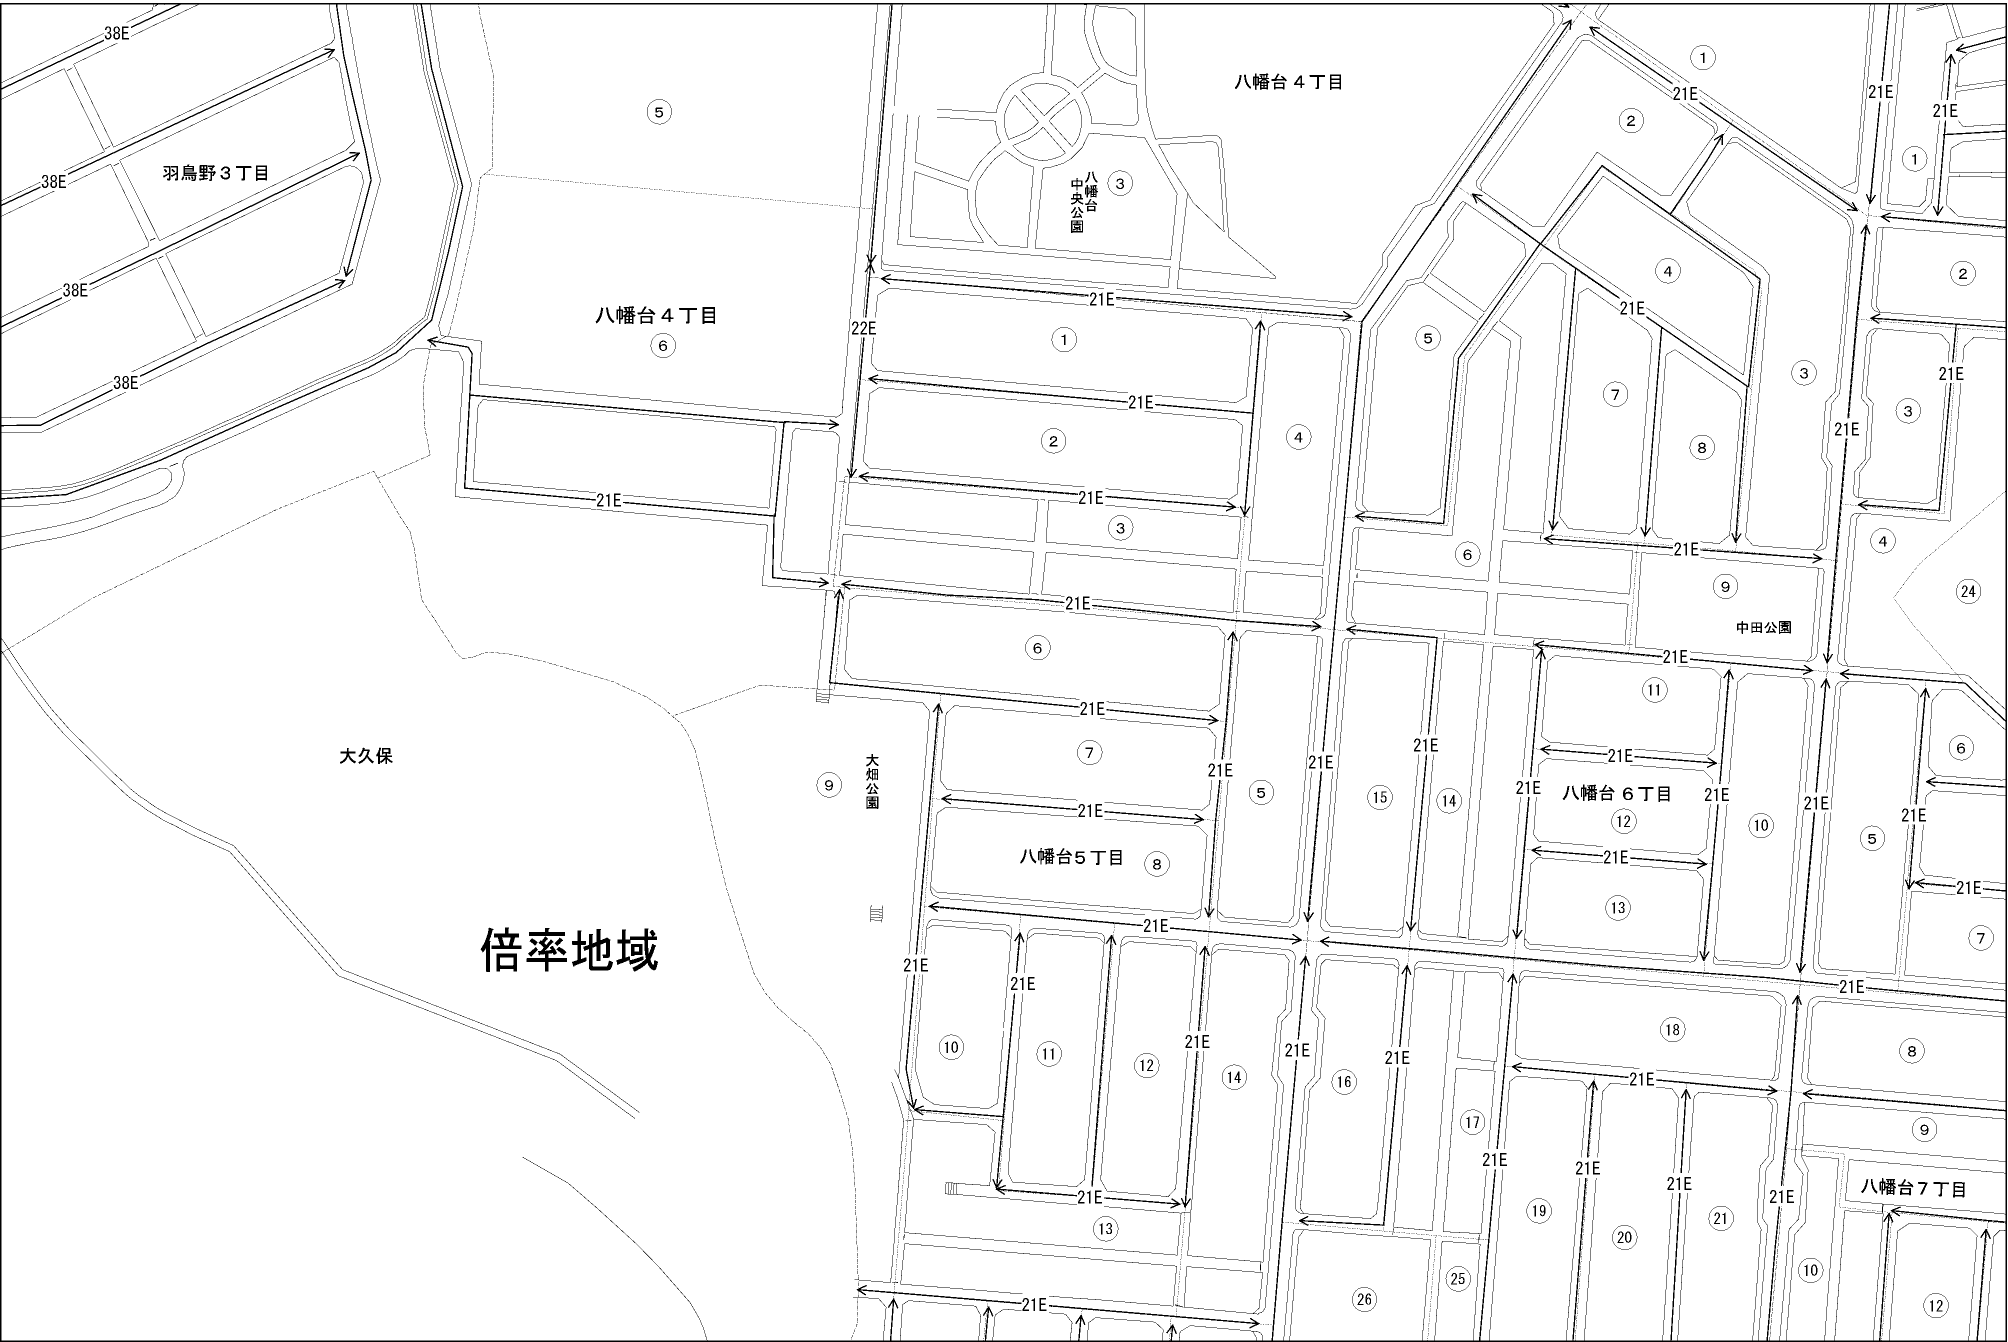 38E
21E
21E
21E
21E
38E
38E
38E
羽鳥野３丁目
八幡台４丁目
八幡台
中央公園
①
②
③
④
⑤
①
②
③
④
24
八幡台４丁目
⑤
⑥
22E
21E
①
21E
②
21E
③
④
21E
21E
⑤
21E
④
③
⑦
⑧
21E
⑥
⑨
中田公園
21E
21E
21E
21E
⑥
21E
⑦
21E
八幡台５丁目
⑧
21E
⑤
21E
⑨
大畑公園
大久保
倍率地域
15
21E
14
21E
⑪
21E
八幡台６丁目
⑫
21E
⑬
21E
⑩
21E
⑤
21E
⑥
21E
⑦
21E
21E
21E
⑩
21E
⑪
⑫
21E
⑭
21E
⑯
21E
⑰
21E
⑱
21E
⑲
21E
⑳
21E
21
21E
⑧
⑨
八幡台７丁目
⑩
⑫
21E
⑬
21E
26
25